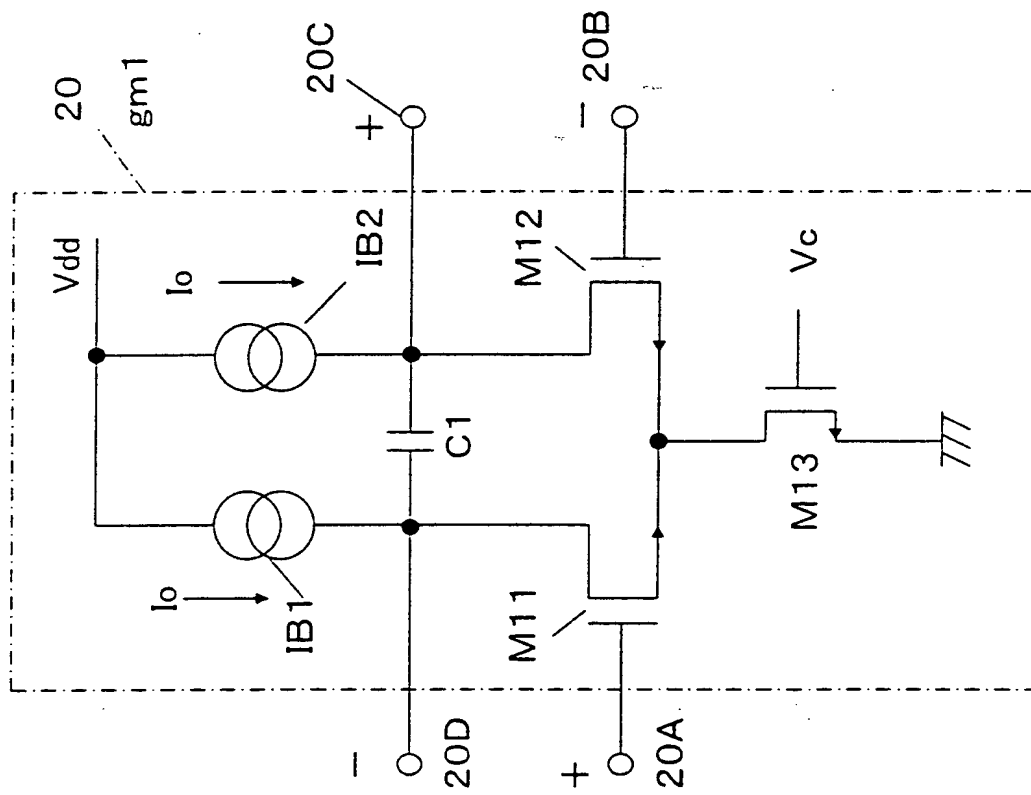 20
gm1
Vdd
Io
Io
IB2
IB1
+
20C
C1
−
20D
M12
−
20B
M11
+
20A
Vc
M13